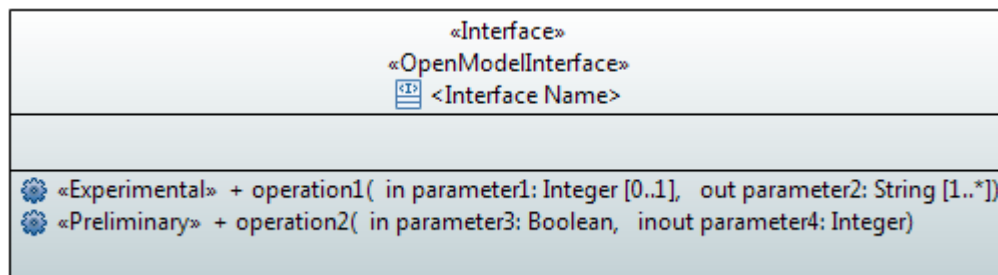 «Interface»
«OpenModelInterface»
<Interface Name>
«Experimental» + operation1( in parameter1: Integer [0..1], out parameter2: String [1..*])
«Preliminary» + operation2( in parameter3: Boolean, inout parameter4: Integer)